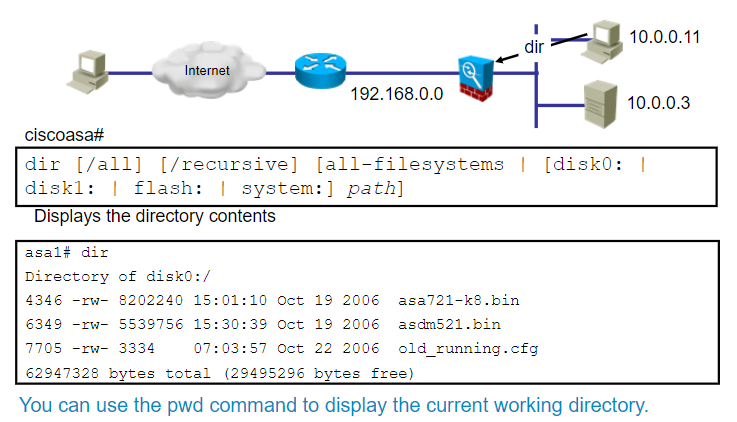 dir
10.0.0.11
Internet
192.168.0.0
10.0.0.3
ciscoasa#
dir [/all] [/recursive] [all-filesystems | [disk0: |
disk1: | flash: | system:] path]
Displays the directory contents
asa1# dir
Directory of disk0:/
4346 -rw- 8202240 15:01:10 Oct 19 2006 asa721-k8.bin
6349 -rw- 5539756 15:30:39 Oct 19 2006 asdm521.bin
7705 -rw- 3334 07:03:57 Oct 22 2006 old_running.cfg
62947328 bytes total (29495296 bytes free)
You can use the pwd command to display the current working directory.